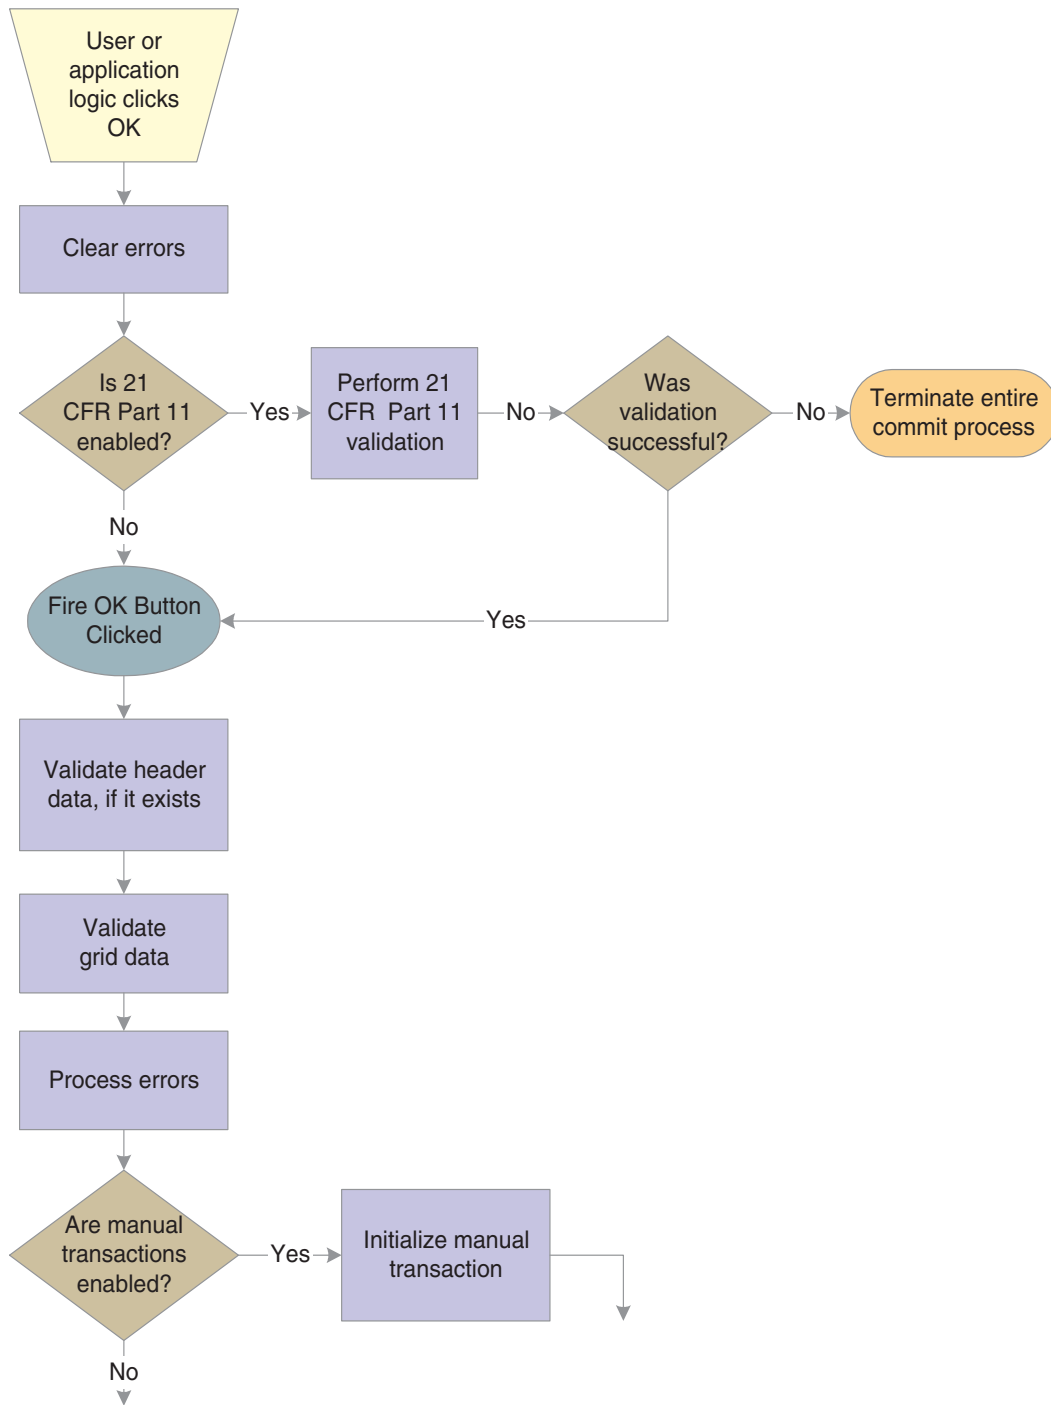 User or
application
logic clicks
OK
Clear errors
Is 21
CFR Part 11
enabled?
Yes
Perform 21
CFR Part 11
validation
No
Was
validation
successful?
No
Terminate entire
commit process
No
Fire OK Button
Clicked
Yes
Validate header
data, if it exists
Validate
grid data
Process errors
Are manual
transactions
enabled?
Yes
Initialize manual
transaction
No